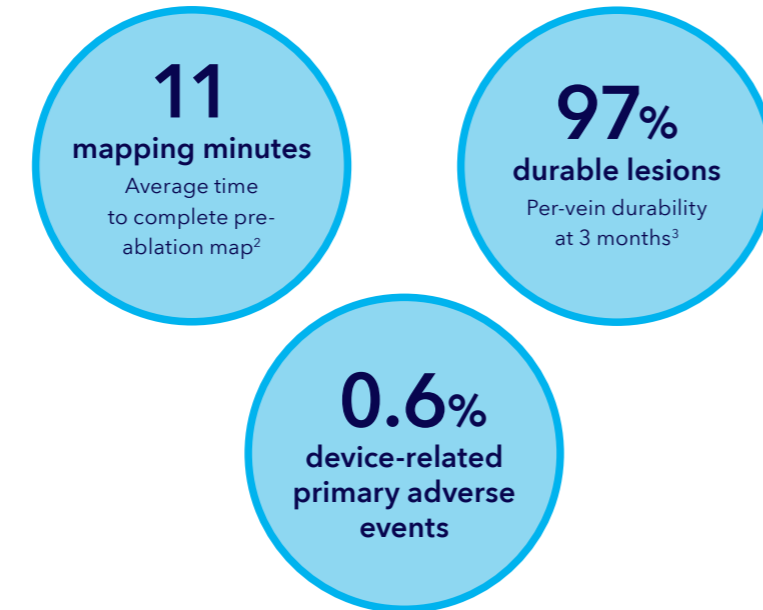 11
mapping minutes
Average time
to complete pre-
ablation map²
97%
durable lesions
Per-vein durability
at 3 months³
0.6%
device-related
primary adverse
events